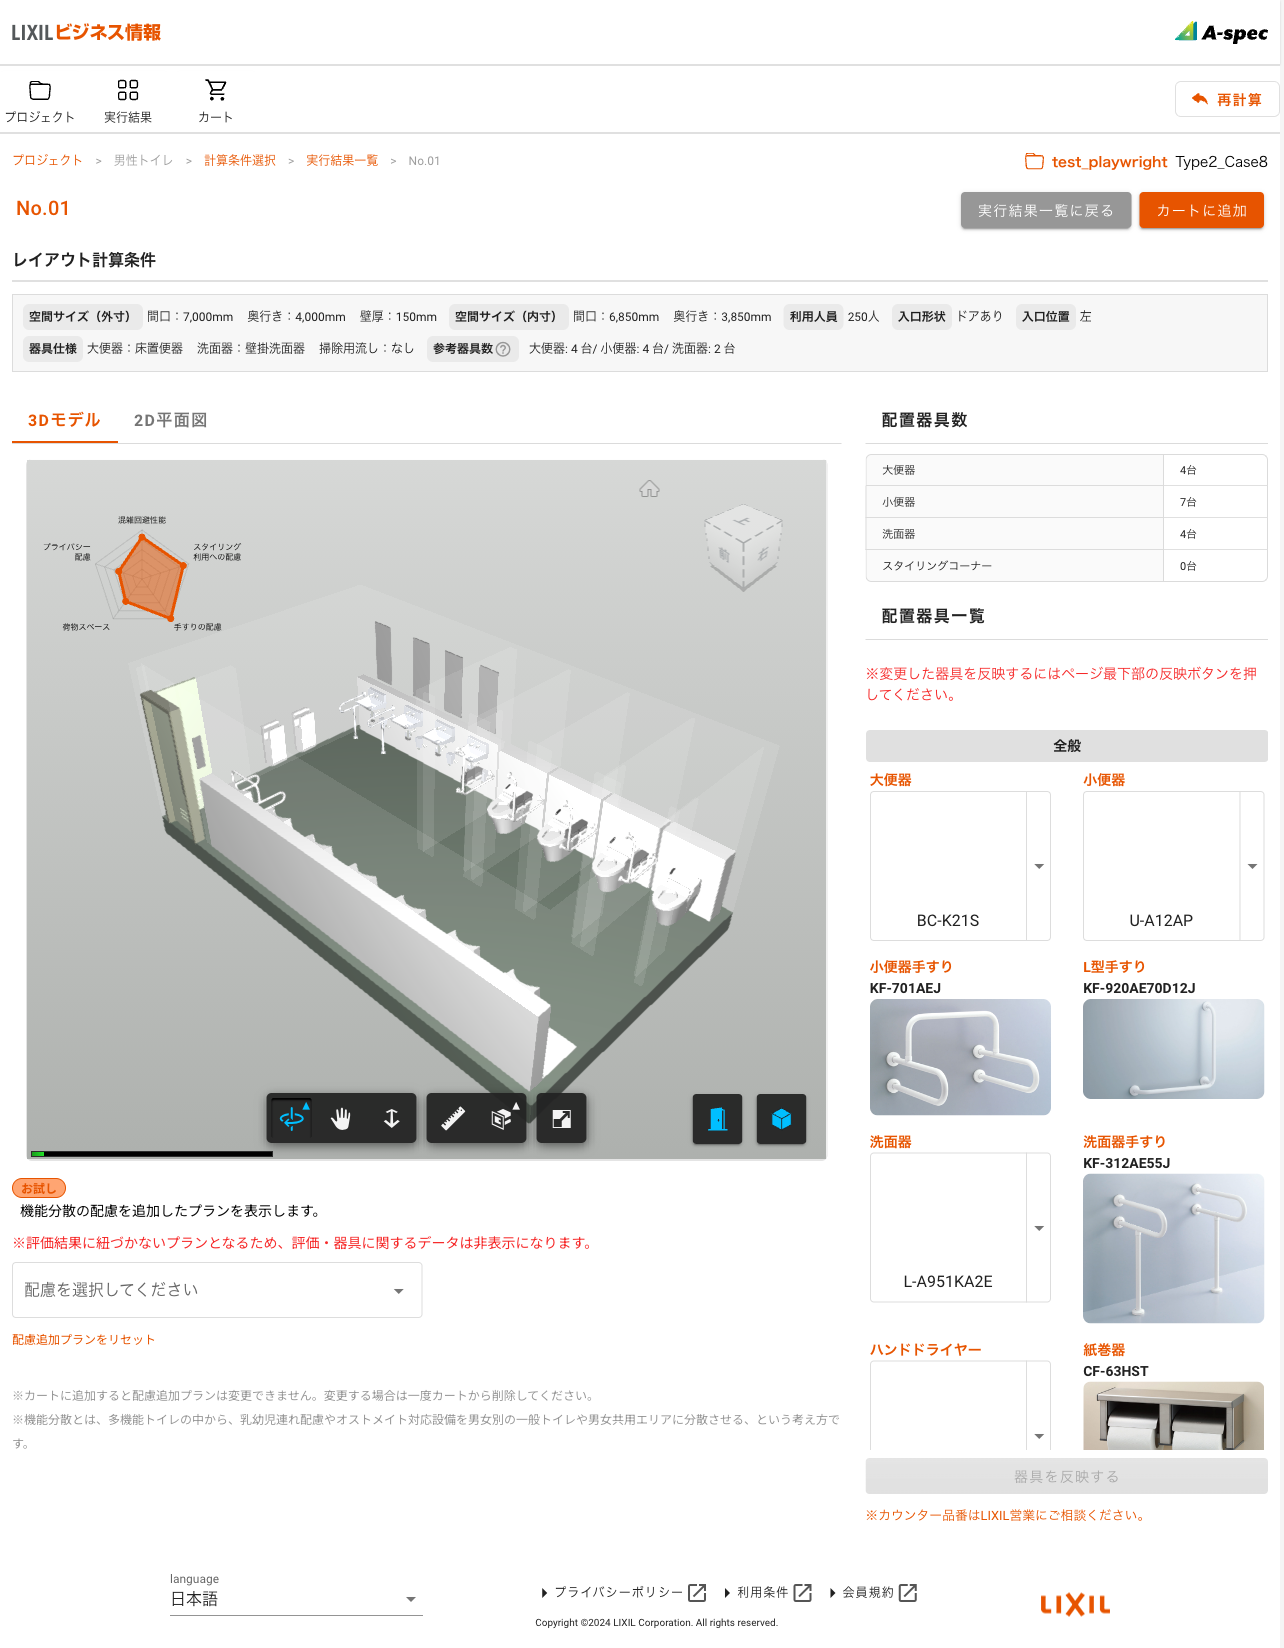 LIXILビジネス情報
A-spec
プロジェクト
実行結果
カート
再計算
プロジェクト > 男性トイレ > 計算条件選択 > 実行結果一覧 > No.01
test_playwright Type2_Case8
No.01
実行結果一覧に戻る
カートに追加
レイアウト計算条件
空間サイズ（外寸） 間口：7,000mm 奥行き：4,000mm 壁厚：150mm 空間サイズ（内寸） 間口：6,850mm 奥行き：3,850mm 利用人員 250人 入口形状 ドアあり 入口位置 左
器具仕様 大便器：床置便器 洗面器：壁掛洗面器 掃除用流し：なし 参考器具数 大便器: 4 台/ 小便器: 4 台/ 洗面器: 2 台
3Dモデル
2D平面図
混雑回避性能
プライバシー
配慮
スタイリング
利用への配慮
荷物スペース
手すりの配慮
上
前
右
お試し
機能分散の配慮を追加したプランを表示します。
※評価結果に紐づかないプランとなるため、評価・器具に関するデータは非表示になります。
配慮を選択してください
配慮追加プランをリセット
※カートに追加すると配慮追加プランは変更できません。変更する場合は一度カートから削除してください。
※機能分散とは、多機能トイレの中から、乳幼児連れ配慮やオストメイト対応設備を男女別の一般トイレや男女共用エリアに分散させる、という考え方で
す。
配置器具数
大便器 4台
小便器 7台
洗面器 4台
スタイリングコーナー 0台
配置器具一覧
※変更した器具を反映するにはページ最下部の反映ボタンを押
してください。
全般
大便器
BC-K21S
小便器
U-A12AP
小便器手すり
KF-701AEJ
L型手すり
KF-920AE70D12J
洗面器
L-A951KA2E
洗面器手すり
KF-312AE55J
ハンドドライヤー
紙巻器
CF-63HST
器具を反映する
※カウンター品番はLIXIL営業にご相談ください。
language
日本語
プライバシーポリシー
利用条件
会員規約
Copyright ©2024 LIXIL Corporation. All rights reserved.
LIXIL